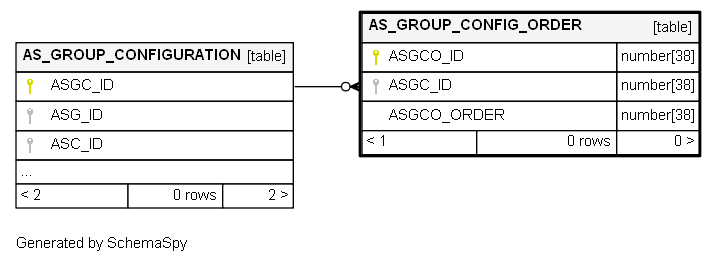 AS_GROUP_CONFIGURATION [table]
ASGC_ID
ASG_ID
ASC_ID
...
< 2 0 rows 2 >
AS_GROUP_CONFIG_ORDER [table]
ASGCO_ID number[38]
ASGC_ID number[38]
ASGCO_ORDER number[38]
< 1 0 rows 0 >
Generated by SchemaSpy